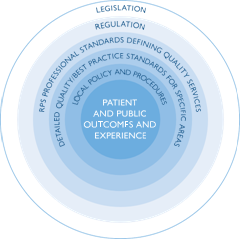 LEGISLATION
REGULATION
RPS PROFESSIONAL STANDARDS DEFINING QUALITY SERVICES
DETAILED QUALITY/BEST PRACTICE STANDARDS FOR SPECIFIC AREAS
LOCAL POLICY AND PROCEDURES
PATIENT
AND PUBLIC
OUTCOMES AND
EXPERIENCE